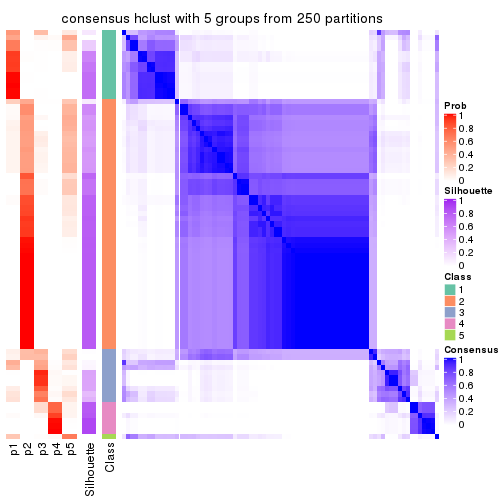 consensus hclust with 5 groups from 250 partitions
Prob
1
0.8
0.6
0.4
0.2
0
Silhouette
1
0.8
0.6
0.4
0.2
0
Class
1
2
3
4
5
Consensus
1
0.8
0.6
0.4
0.2
0
p1
p2
p3
p4
p5
Silhouette
Class